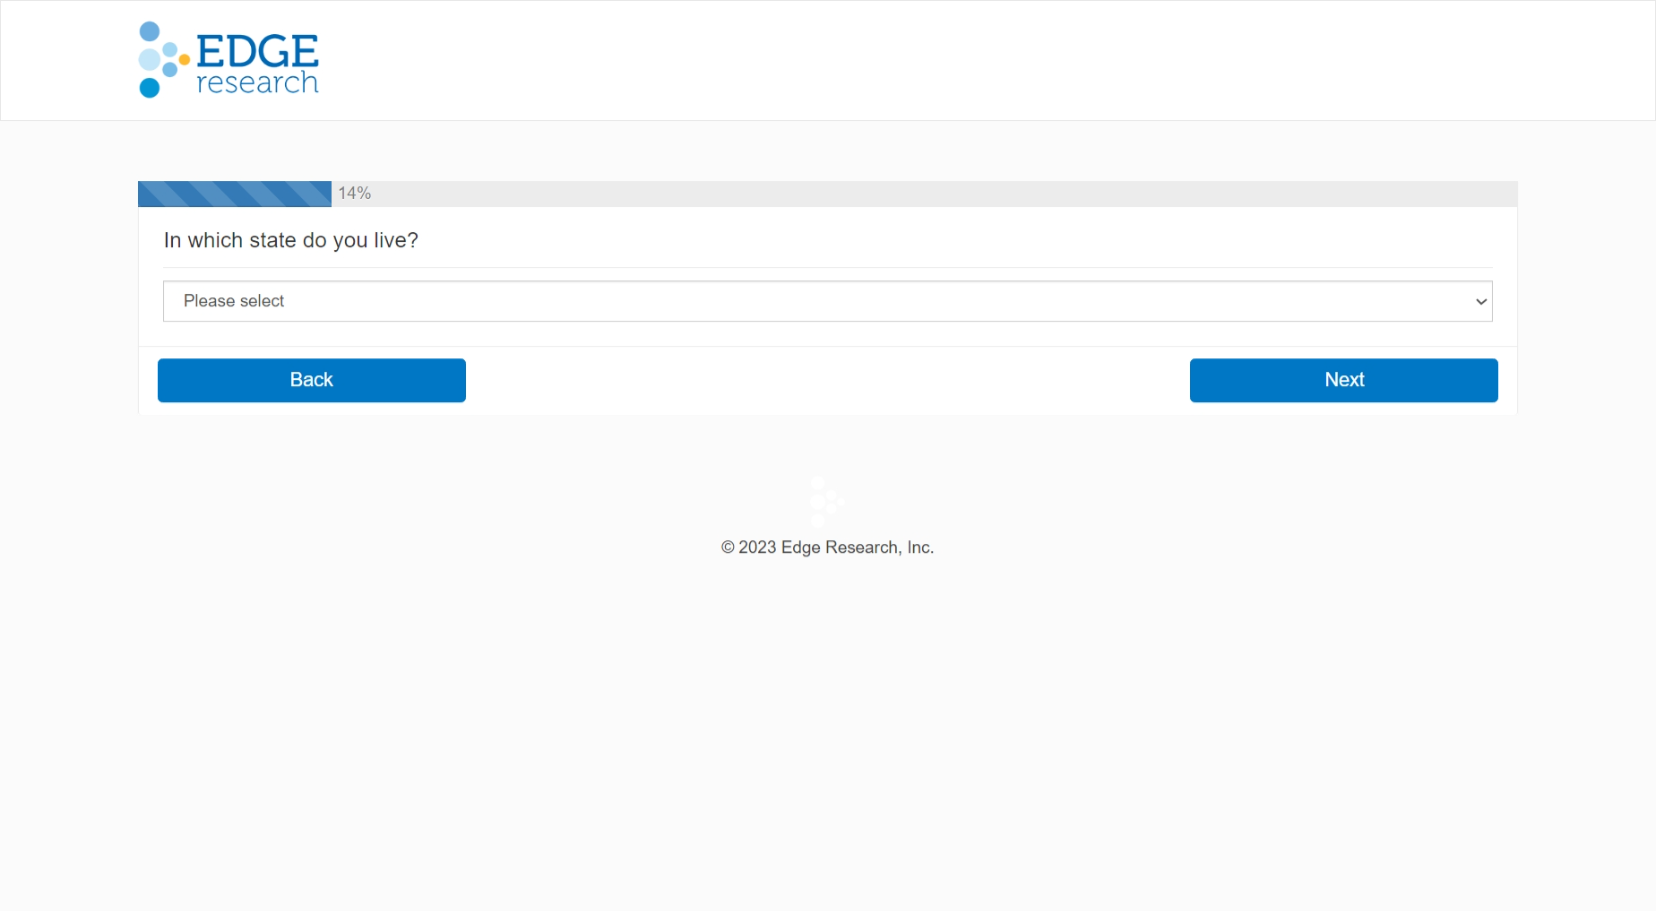 EDGE
research
14%
In which state do you live?
Please select
Back
Next
© 2023 Edge Research, Inc.